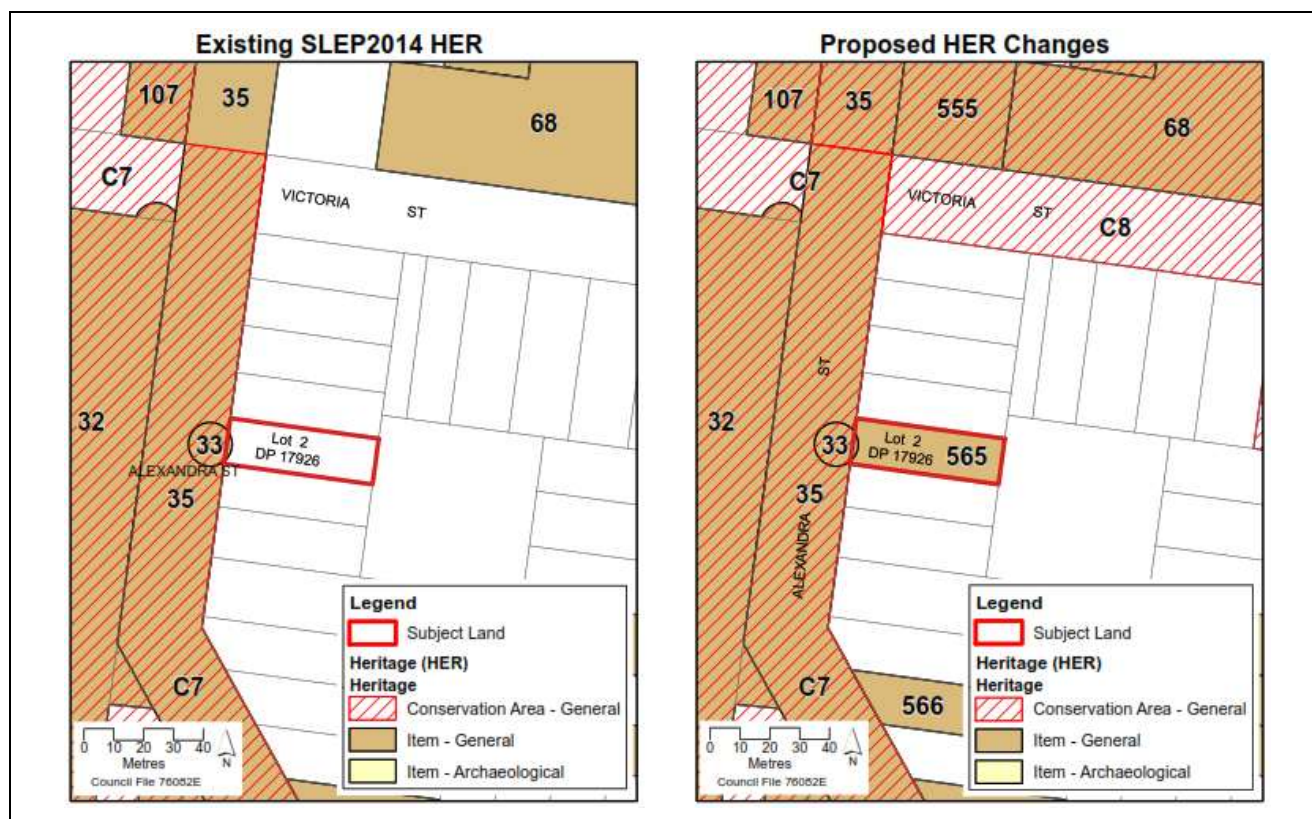 Existing SLEP2014 HER
107
35
68
C7
VICTORIA ST
32
33
Lot 2
DP 17926
ALEXANDRA ST
35
C7
Legend
Subject Land
Heritage (HER)
Heritage
Conservation Area - General
Item - General
Item - Archaeological
0 10 20 30 40
Metres
N
Council File 76082E
Proposed HER Changes
107
35
555
68
C7
VICTORIA ST
C8
ST
32
33
Lot 2
DP 17926
565
35
ALEXANDRA
C7
566
Legend
Subject Land
Heritage (HER)
Heritage
Conservation Area - General
Item - General
Item - Archaeological
0 10 20 30 40
Metres
N
Council File 76082E